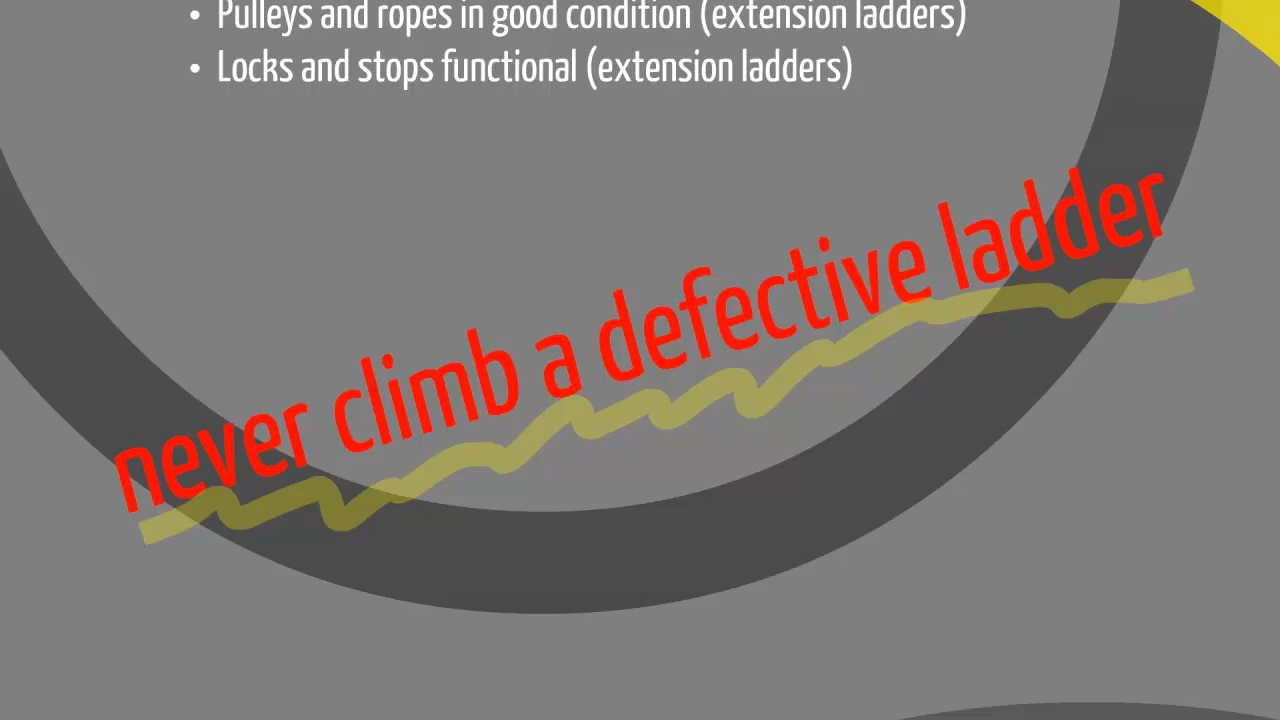 • Pulleys and ropes in good condition (extension ladders)
• Locks and stops functional (extension ladders)
never climb a defective ladder